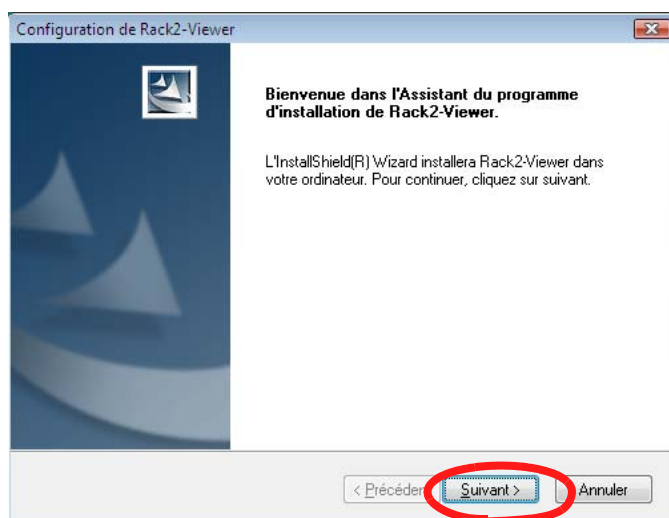 Configuration de Rack2-Viewer
Bienvenue dans l'Assistant du programme
d'installation de Rack2-Viewer.
L'InstallShield(R) Wizard installera Rack2-Viewer dans
votre ordinateur. Pour continuer, cliquez sur suivant.
< Précéden Suivant > Annuler